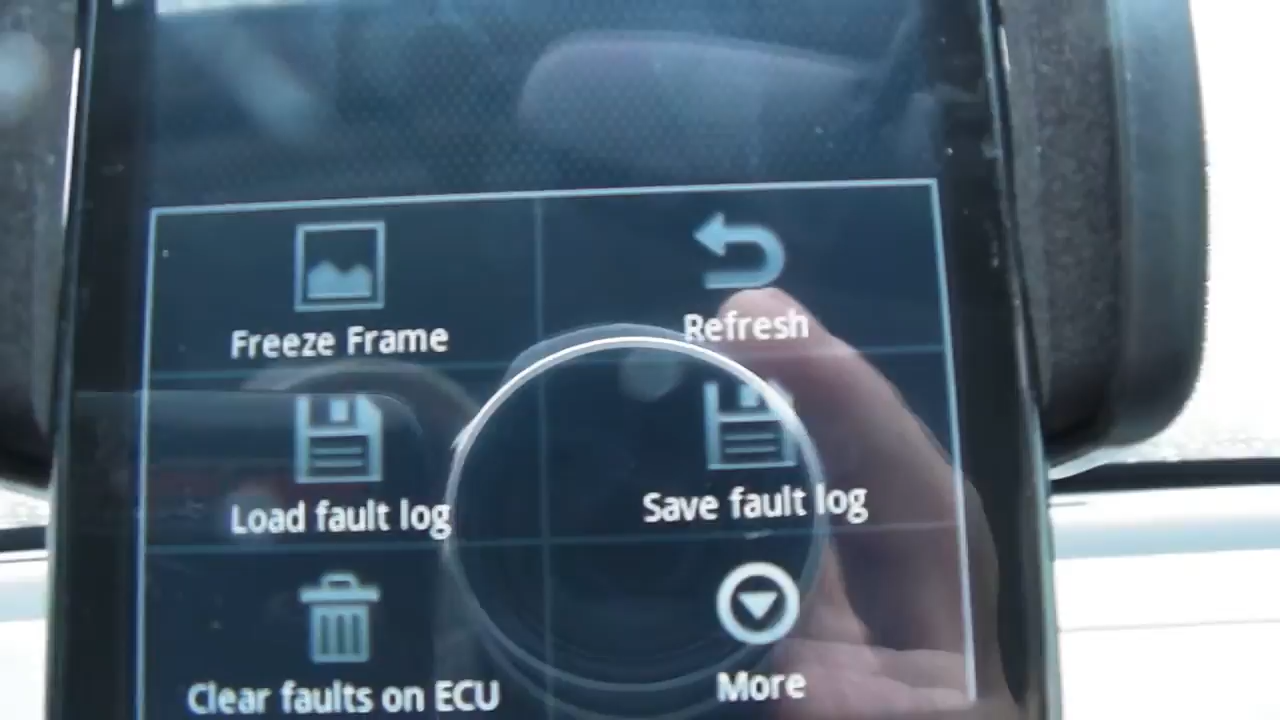 Freeze Frame
Refresh
Load fault log
Save fault log
Clear faults on ECU
More